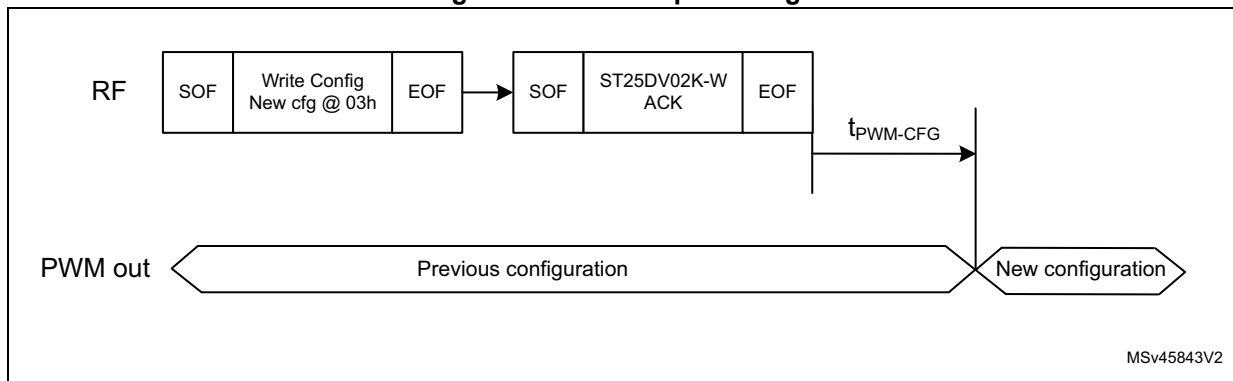 RF
SOF
Write Config
New cfg @ 03h
EOF
SOF
ST25DV02K-W
ACK
EOF
tPWM-CFG
PWM out
Previous configuration
New configuration
MSv45843V2